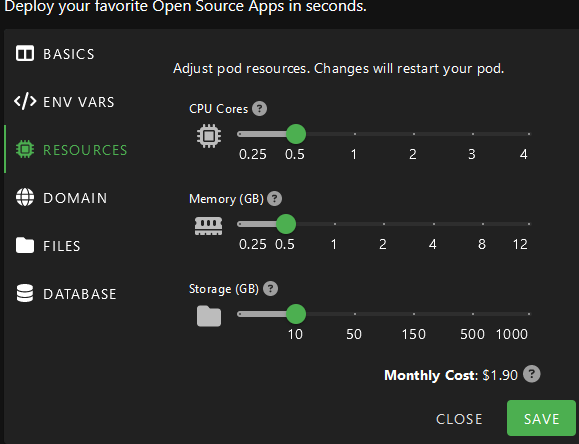 Deploy your favorite Open Source Apps in seconds.
BASICS
ENV VARS
RESOURCES
DOMAIN
FILES
DATABASE
Adjust pod resources. Changes will restart your pod.
CPU Cores ?
0.25 0.5 1 2 3 4
Memory (GB) ?
0.25 0.5 1 2 4 8 12
Storage (GB) ?
10 50 150 500 1000
Monthly Cost: $1.90 ?
CLOSE SAVE